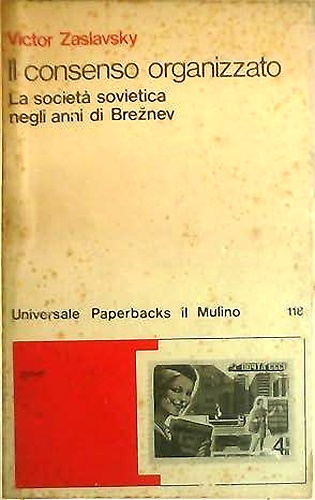 Victor Zaslavsky
Il consenso organizzato
La società sovietica
negli anni di Brežnev
Universale Paperbacks il Mulino 118
ПОЧТА СССР
4